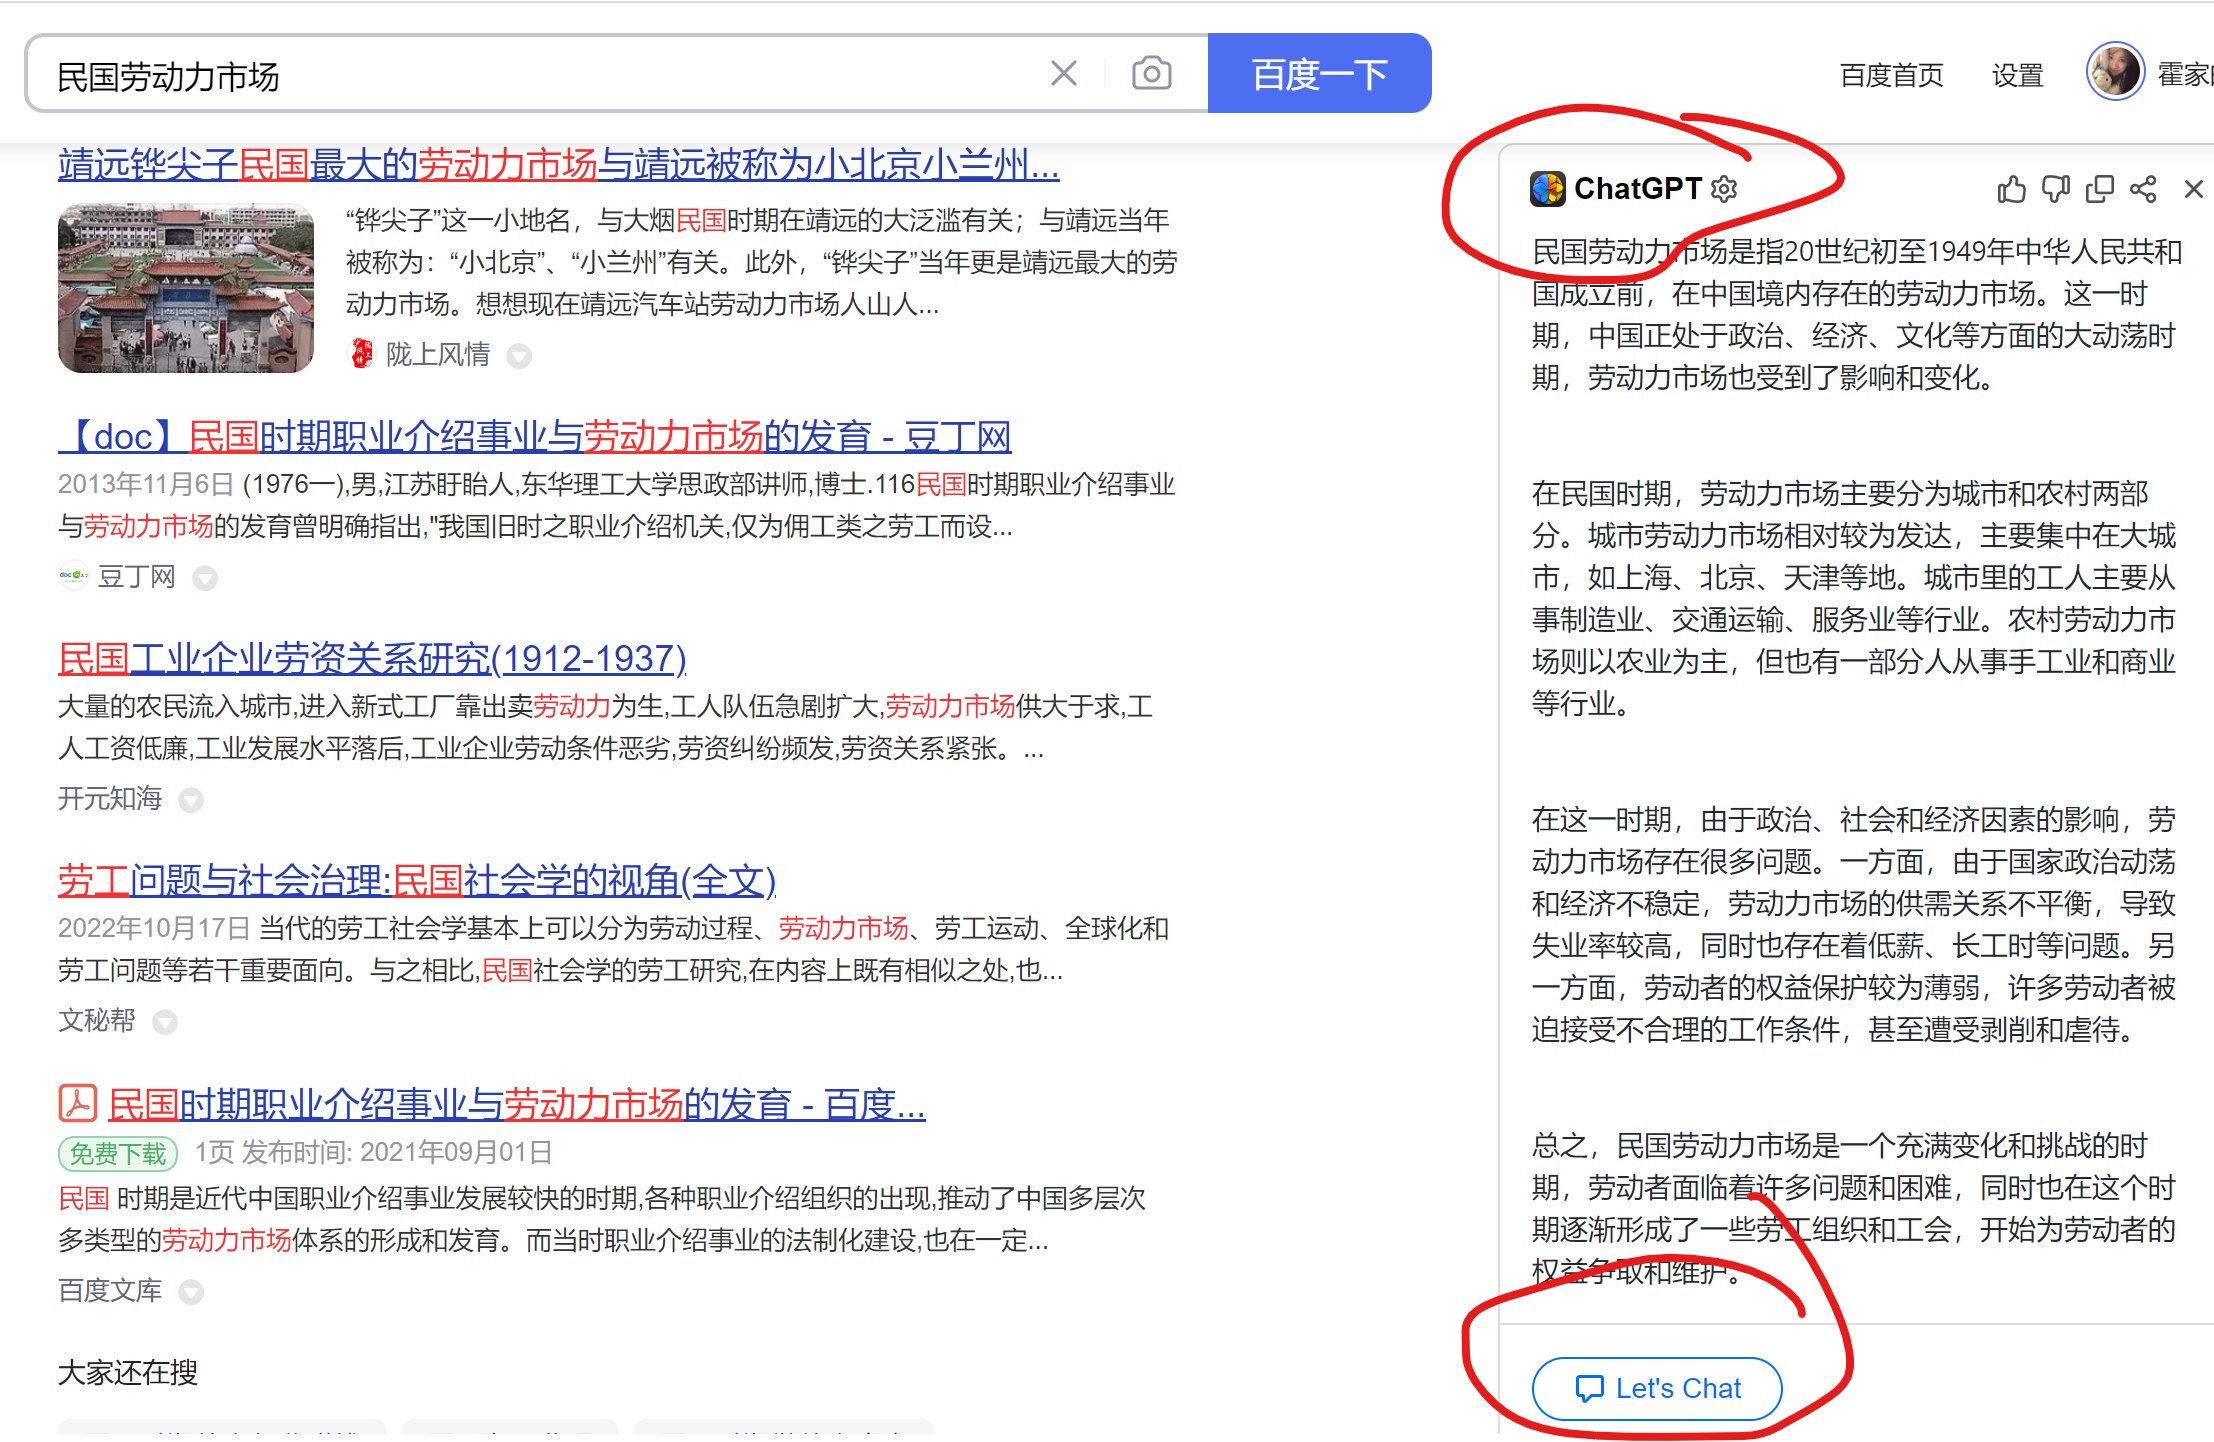 民国劳动力市场
百度一下
百度首页
设置
霍家
靖远铧尖子民国最大的劳动力市场与靖远被称为小北京小兰州...
“铧尖子”这一小地名，与大烟民国时期在靖远的大泛滥有关；与靖远当年
被称为：“小北京”、“小兰州”有关。此外，“铧尖子”当年更是靖远最大的劳
动力市场。想想现在靖远汽车站劳动力市场人山人...
陇上风情
【doc】民国时期职业介绍事业与劳动力市场的发育 - 豆丁网
2013年11月6日 (1976一),男,江苏盱眙人,东华理工大学思政部讲师,博士.116民国时期职业介绍事业
与劳动力市场的发育曾明确指出,"我国旧时之职业介绍机关,仅为佣工类之劳工而设...
豆丁网
民国工业企业劳资关系研究(1912-1937)
大量的农民流入城市,进入新式工厂靠出卖劳动力为生,工人队伍急剧扩大,劳动力市场供大于求,工
人工资低廉,工业发展水平落后,工业企业劳动条件恶劣,劳资纠纷频发,劳资关系紧张。...
开元知海
劳工问题与社会治理:民国社会学的视角(全文)
2022年10月17日 当代的劳工社会学基本上可以分为劳动过程、劳动力市场、劳工运动、全球化和
劳工问题等若干重要面向。与之相比,民国社会学的劳工研究,在内容上既有相似之处,也...
文秘帮
民国时期职业介绍事业与劳动力市场的发育 - 百度...
免费下载 1页 发布时间: 2021年09月01日
民国 时期是近代中国职业介绍事业发展较快的时期,各种职业介绍组织的出现,推动了中国多层次
多类型的劳动力市场体系的形成和发育。而当时职业介绍事业的法制化建设,也在一定...
百度文库
大家还在搜
ChatGPT
民国劳动力市场是指20世纪初至1949年中华人民共和
国成立前，在中国境内存在的劳动力市场。这一时
期，中国正处于政治、经济、文化等方面的大动荡时
期，劳动力市场也受到了影响和变化。
在民国时期，劳动力市场主要分为城市和农村两部
分。城市劳动力市场相对较为发达，主要集中在大城
市，如上海、北京、天津等地。城市里的工人主要从
事制造业、交通运输、服务业等行业。农村劳动力市
场则以农业为主，但也有一部分人从事手工业和商业
等行业。
在这一时期，由于政治、社会和经济因素的影响，劳
动力市场存在很多问题。一方面，由于国家政治动荡
和经济不稳定，劳动力市场的供需关系不平衡，导致
失业率较高，同时也存在着低薪、长工时等问题。另
一方面，劳动者的权益保护较为薄弱，许多劳动者被
迫接受不合理的工作条件，甚至遭受剥削和虐待。
总之，民国劳动力市场是一个充满变化和挑战的时
期，劳动者面临着许多问题和困难，同时也在这个时
期逐渐形成了一些劳工组织和工会，开始为劳动者的
权益争取和维护。
Let's Chat